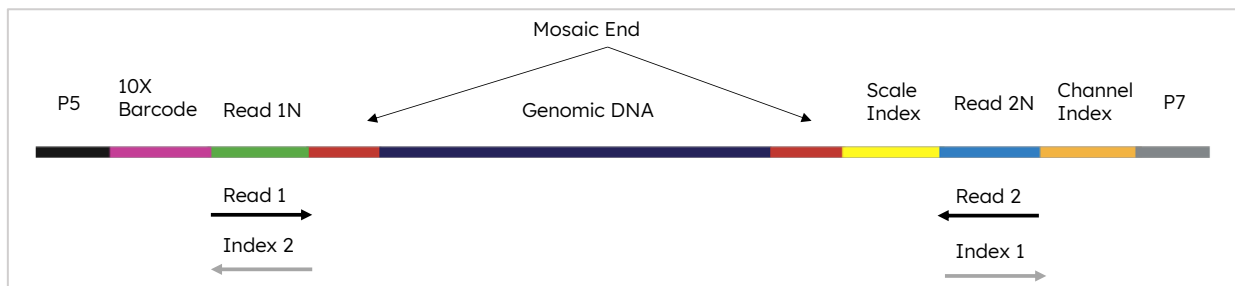 Mosaic End
P5
10X
Barcode
Read 1N
Genomic DNA
Scale
Index
Read 2N
Channel
Index
P7
Read 1
Read 2
Index 2
Index 1